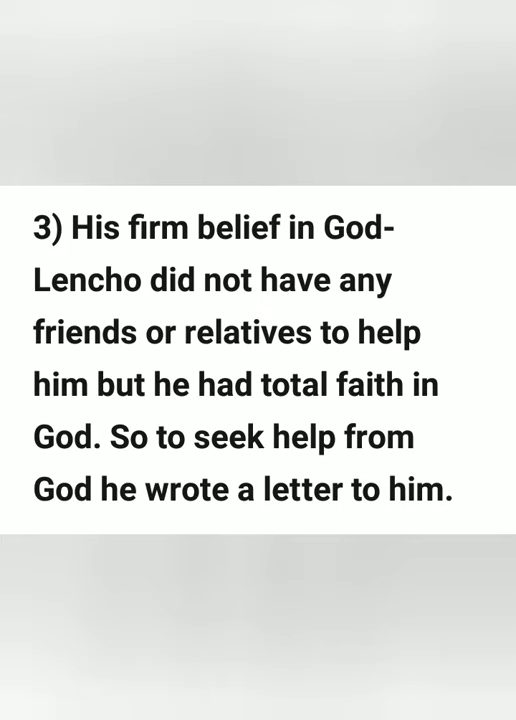 3) His firm belief in God-
Lencho did not have any
friends or relatives to help
him but he had total faith in
God. So to seek help from
God he wrote a letter to him.